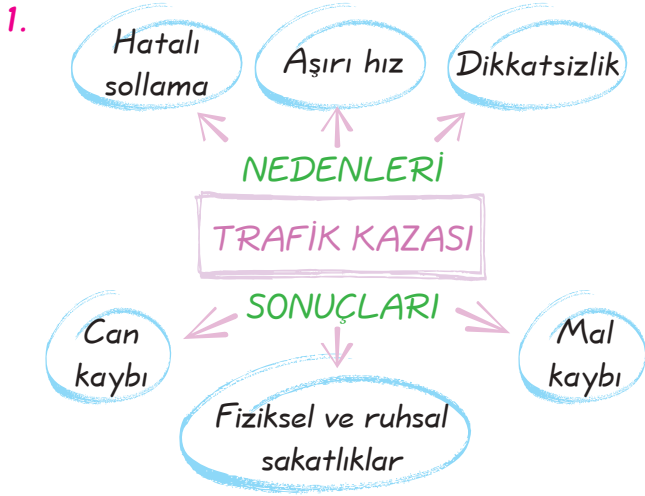 1.
Hatalı
sollama
Aşırı hız
Dikkatsizlik
NEDENLERİ
TRAFİK KAZASI
SONUÇLARI
Can
kaybı
Fiziksel ve ruhsal
sakatlıklar
Mal
kaybı